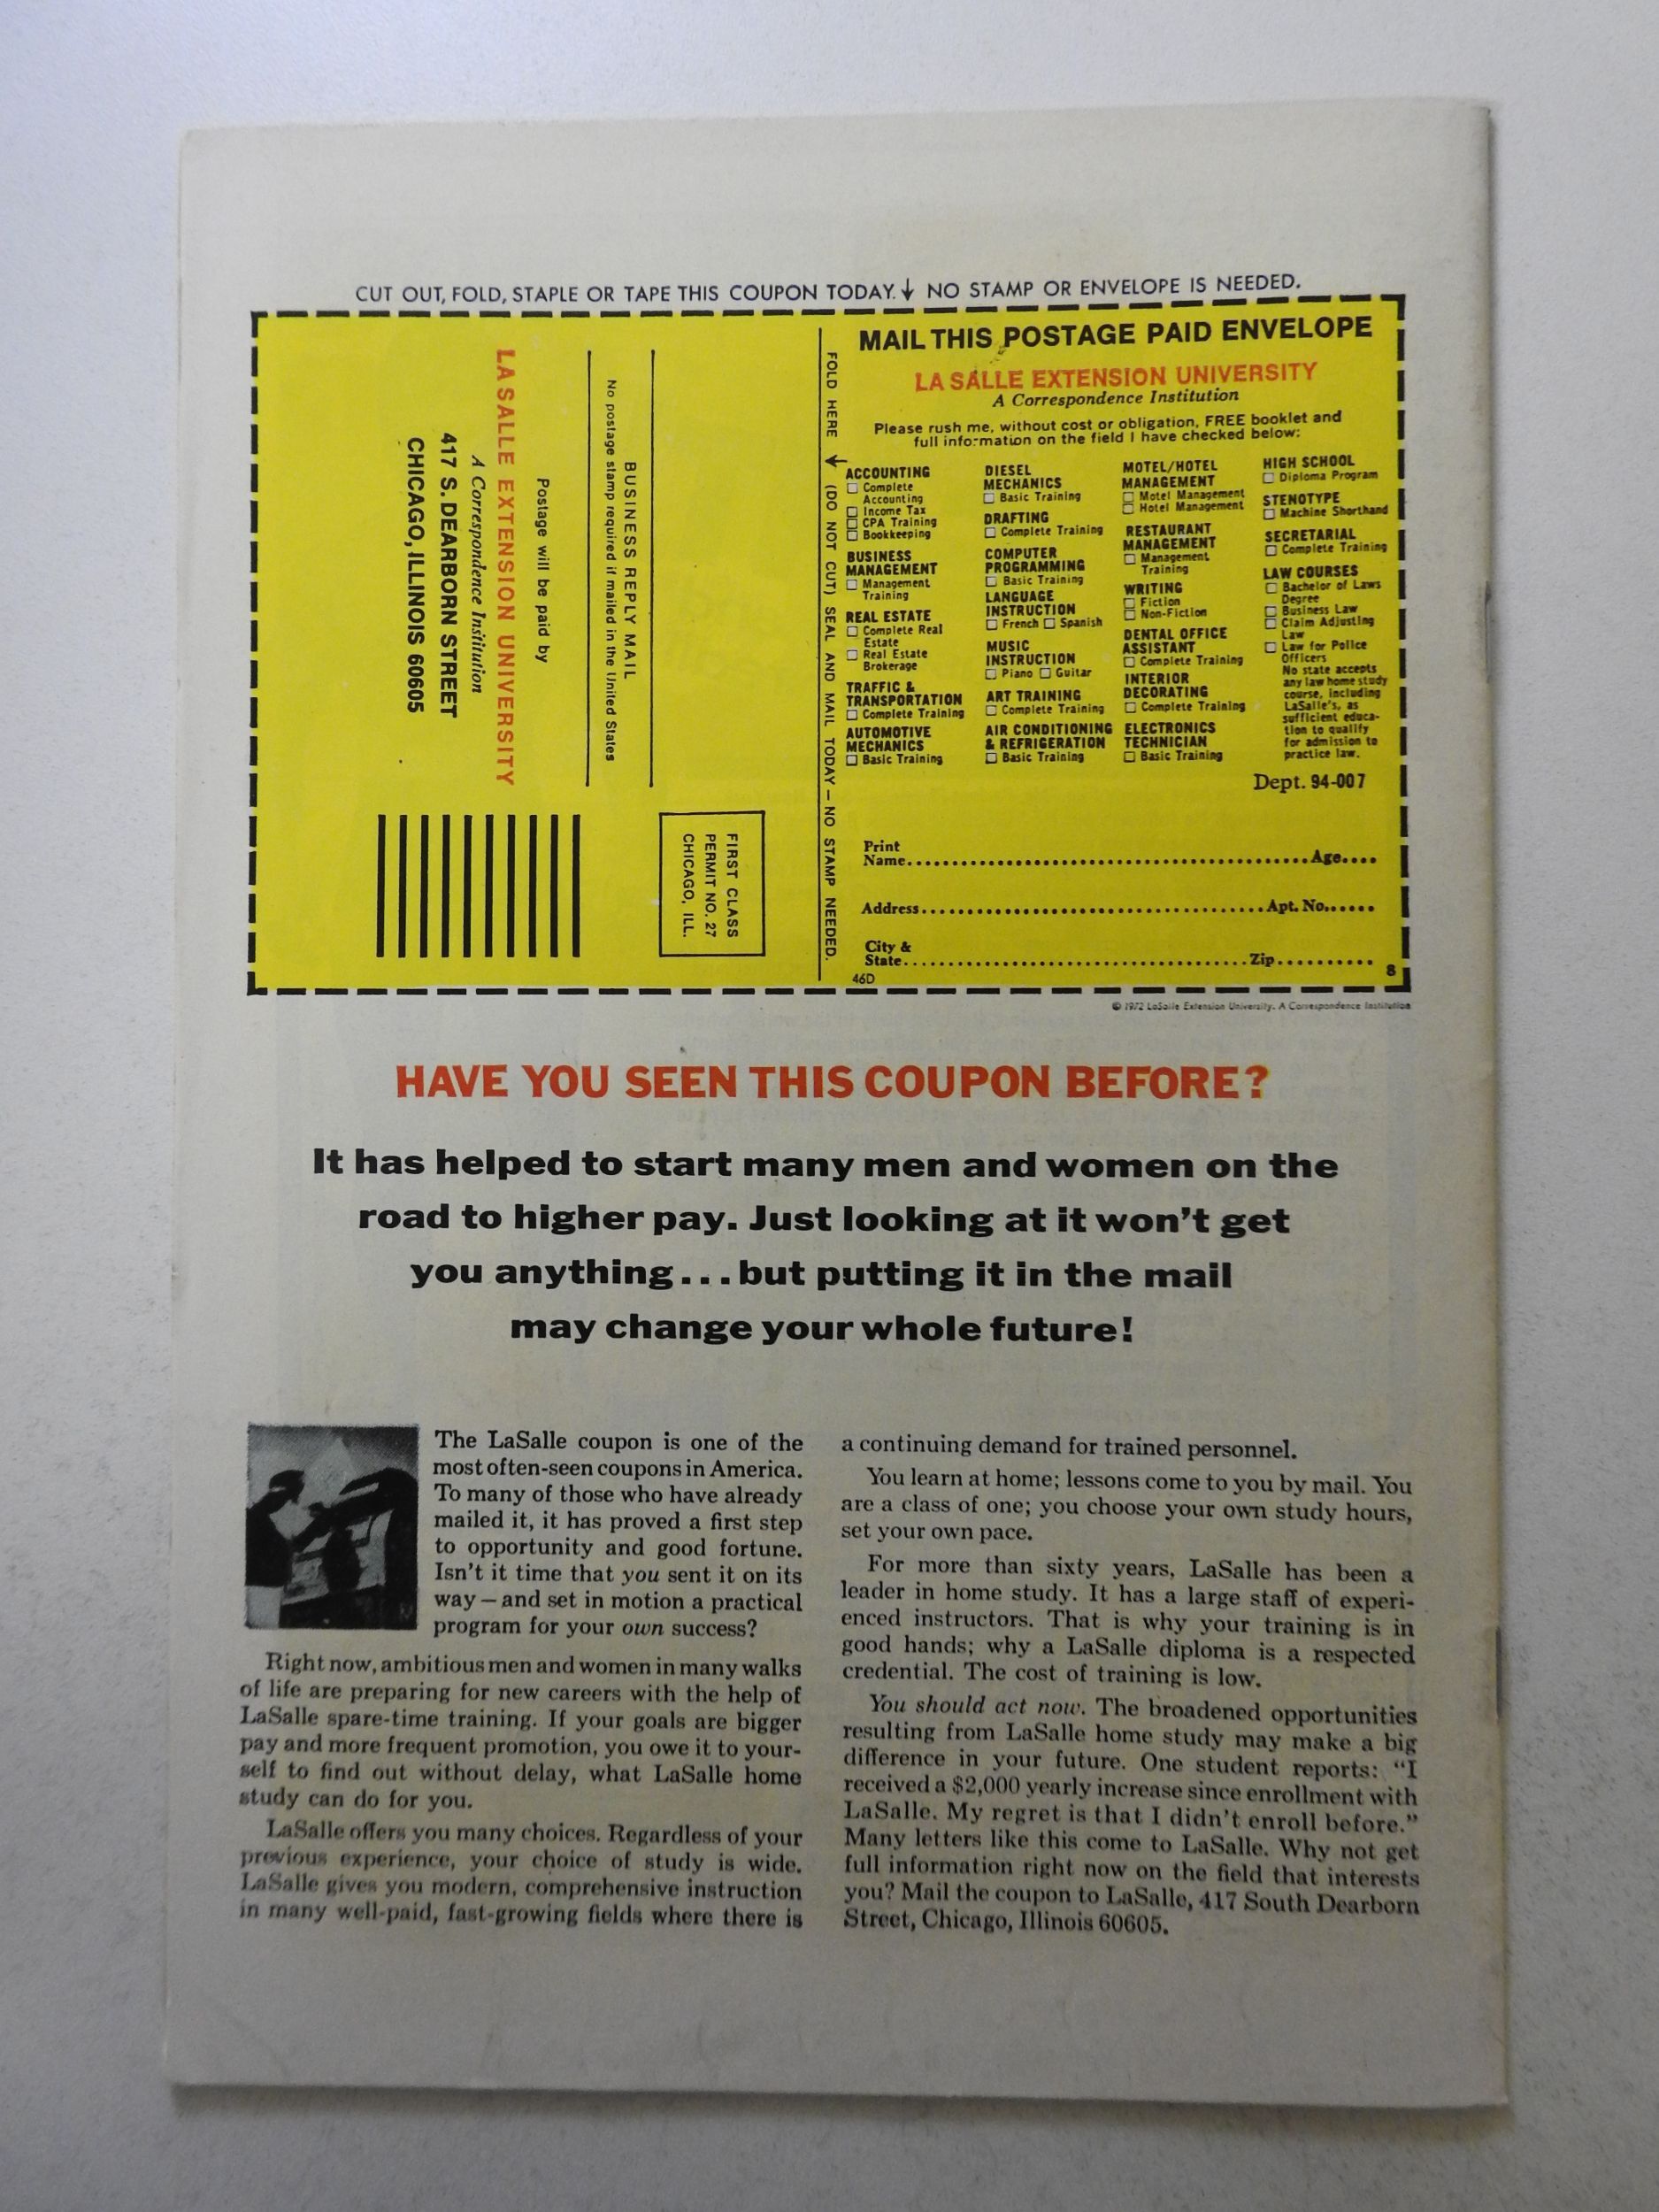 CUT OUT, FOLD, STAPLE OR TAPE THIS COUPON TODAY.↓ NO STAMP OR ENVELOPE IS NEEDED.
BUSINESS REPLY MAIL
No postage stamp required if mailed in the United States
Postage will be paid by
LA SALLE EXTENSION UNIVERSITY
A Correspondence Institution
417 S. DEARBORN STREET
CHICAGO, ILLINOIS 60605
FIRST CLASS
PERMIT NO. 27
CHICAGO, ILL.
FOLD HERE → (DO NOT CUT) SEAL AND MAIL TODAY — NO STAMP NEEDED.
MAIL THIS POSTAGE PAID ENVELOPE
LA SALLE EXTENSION UNIVERSITY
A Correspondence Institution
Please rush me, without cost or obligation, FREE booklet and
full information on the field I have checked below:
ACCOUNTING
□ Complete
Accounting
□ Income Tax
□ CPA Training
□ Bookkeeping
BUSINESS
MANAGEMENT
□ Management
Training
REAL ESTATE
□ Complete Real
Estate
□ Real Estate
Brokerage
TRAFFIC &
TRANSPORTATION
□ Complete Training
AUTOMOTIVE
MECHANICS
□ Basic Training
DIESEL
MECHANICS
□ Basic Training
DRAFTING
□ Complete Training
COMPUTER
PROGRAMMING
□ Basic Training
LANGUAGE
INSTRUCTION
□ French □ Spanish
MUSIC
INSTRUCTION
□ Piano □ Guitar
ART TRAINING
□ Complete Training
AIR CONDITIONING
& REFRIGERATION
□ Basic Training
MOTEL/HOTEL
MANAGEMENT
□ Motel Management
□ Hotel Management
RESTAURANT
MANAGEMENT
□ Management
Training
WRITING
□ Fiction
□ Non-Fiction
DENTAL OFFICE
ASSISTANT
□ Complete Training
INTERIOR
DECORATING
□ Complete Training
ELECTRONICS
TECHNICIAN
□ Basic Training
HIGH SCHOOL
□ Diploma Program
STENOTYPE
□ Machine Shorthand
SECRETARIAL
□ Complete Training
LAW COURSES
□ Bachelor of Laws
Degree
□ Business Law
□ Claim Adjusting
Law
□ Law for Police
Officers
No state accepts
any law home study
course, including
LaSalle's, as
sufficient educa-
tion to qualify
for admission to
practice law.
Dept. 94-007
Print
Name........................................Age....
Address..................................Apt. No......
City &
State...................................Zip..........
46D
8
© 1972 LaSalle Extension University. A Correspondence Institution
HAVE YOU SEEN THIS COUPON BEFORE?
It has helped to start many men and women on the
road to higher pay. Just looking at it won't get
you anything...but putting it in the mail
may change your whole future!
The LaSalle coupon is one of the
most often-seen coupons in America.
To many of those who have already
mailed it, it has proved a first step
to opportunity and good fortune.
Isn't it time that you sent it on its
way — and set in motion a practical
program for your own success?
Right now, ambitious men and women in many walks
of life are preparing for new careers with the help of
LaSalle spare-time training. If your goals are bigger
pay and more frequent promotion, you owe it to your-
self to find out without delay, what LaSalle home
study can do for you.
LaSalle offers you many choices. Regardless of your
previous experience, your choice of study is wide.
LaSalle gives you modern, comprehensive instruction
in many well-paid, fast-growing fields where there is
a continuing demand for trained personnel.
You learn at home; lessons come to you by mail. You
are a class of one; you choose your own study hours,
set your own pace.
For more than sixty years, LaSalle has been a
leader in home study. It has a large staff of experi-
enced instructors. That is why your training is in
good hands; why a LaSalle diploma is a respected
credential. The cost of training is low.
You should act now. The broadened opportunities
resulting from LaSalle home study may make a big
difference in your future. One student reports: "I
received a $2,000 yearly increase since enrollment with
LaSalle. My regret is that I didn't enroll before."
Many letters like this come to LaSalle. Why not get
full information right now on the field that interests
you? Mail the coupon to LaSalle, 417 South Dearborn
Street, Chicago, Illinois 60605.